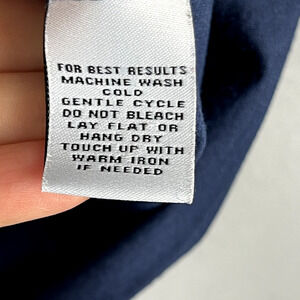 FOR BEST RESULTS
MACHINE WASH
COLD
GENTLE CYCLE
DO NOT BLEACH
LAY FLAT OR
HANG DRY
TOUCH UP WITH
WARM IRON
IF NEEDED